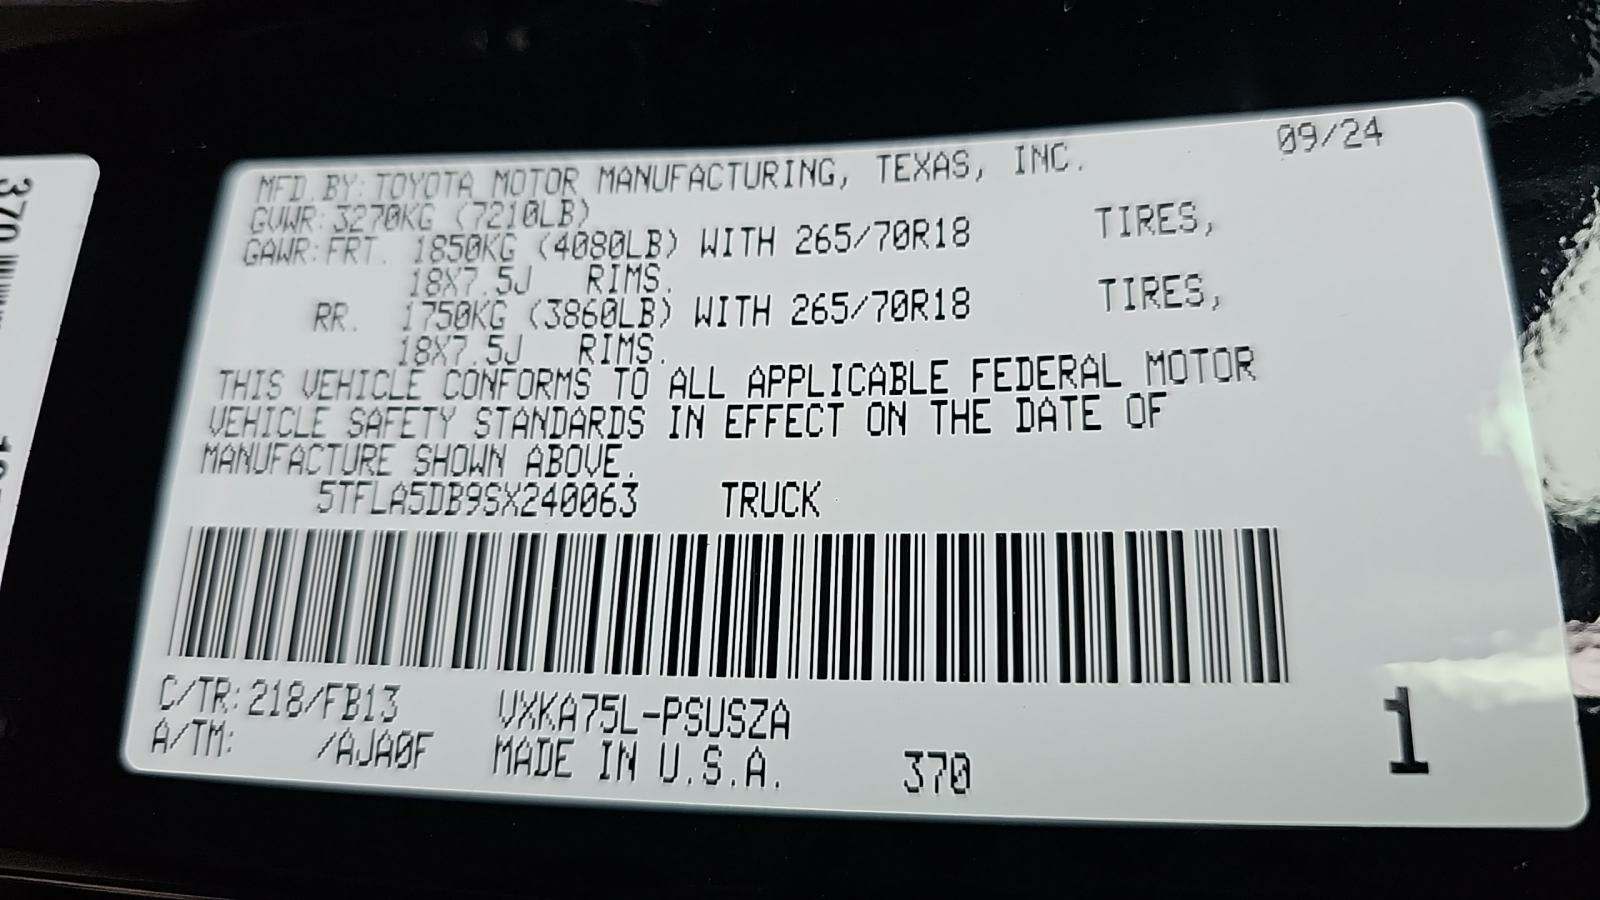 09/24
MFD.BY: TOYOTA MOTOR MANUFACTURING, TEXAS, INC.
GVWR: 3270KG (7210LB)
GAWR: FRT. 1850KG (4080LB) WITH 265/70R18 TIRES,
18X7.5J RIMS.
RR. 1750KG (3860LB) WITH 265/70R18 TIRES,
18X7.5J RIMS.
THIS VEHICLE CONFORMS TO ALL APPLICABLE FEDERAL MOTOR
VEHICLE SAFETY STANDARDS IN EFFECT ON THE DATE OF
MANUFACTURE SHOWN ABOVE.
5TFLA5DB9SX240063 TRUCK
C/TR: 218/FB13 VXKA75L-PSUSZA
A/TM: /AJA0F MADE IN U.S.A. 370
1
370